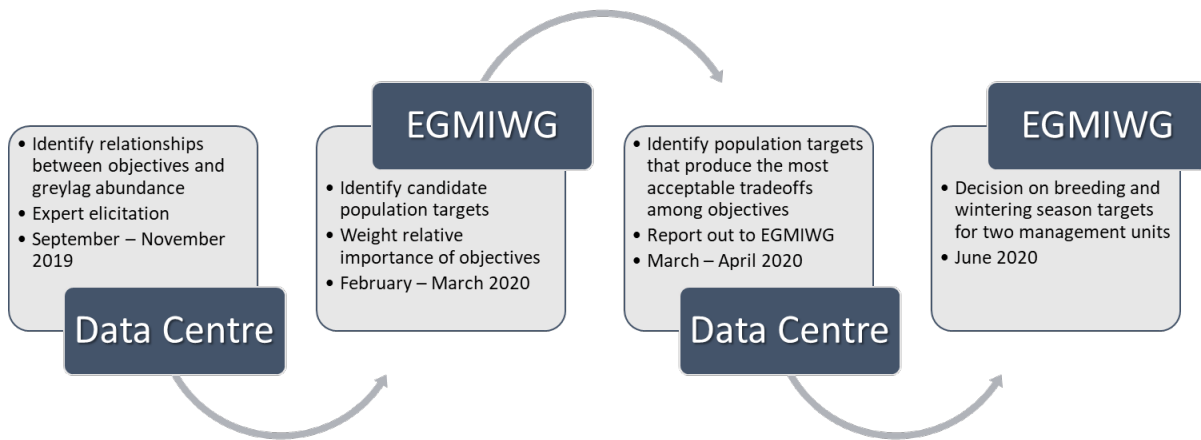 • Identify relationships
between objectives and
greylag abundance
• Expert elicitation
• September – November
2019
Data Centre
EGMIWG
• Identify candidate
population targets
• Weight relative
importance of objectives
• February – March 2020
• Identify population targets
that produce the most
acceptable tradeoffs
among objectives
• Report out to EGMIWG
• March – April 2020
Data Centre
EGMIWG
• Decision on breeding and
wintering season targets
for two management units
• June 2020